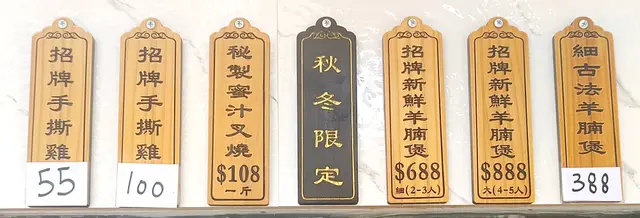 招牌手撕雞
55
招牌手撕雞
100
秘製蜜汁叉燒
$108
一斤
秋冬限定
招牌新鮮羊腩煲
$688
細(2-3人)
招牌新鮮羊腩煲
$888
大(4-5人)
細古法羊腩煲
388